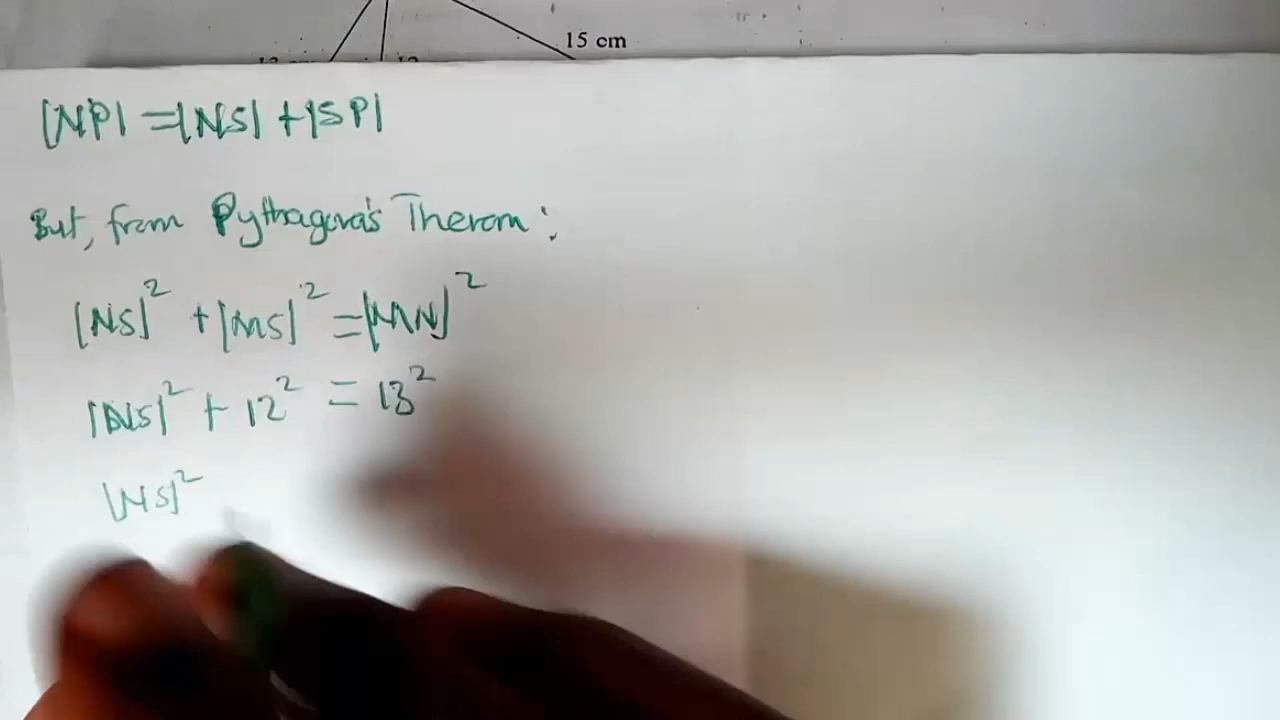 15 cm
|NP| = |NS| + |SP|
But, from Pythagora's Therom :
|NS|² + |MS|² = |MN|²
|NS|² + 12² = 13²
|NS|²